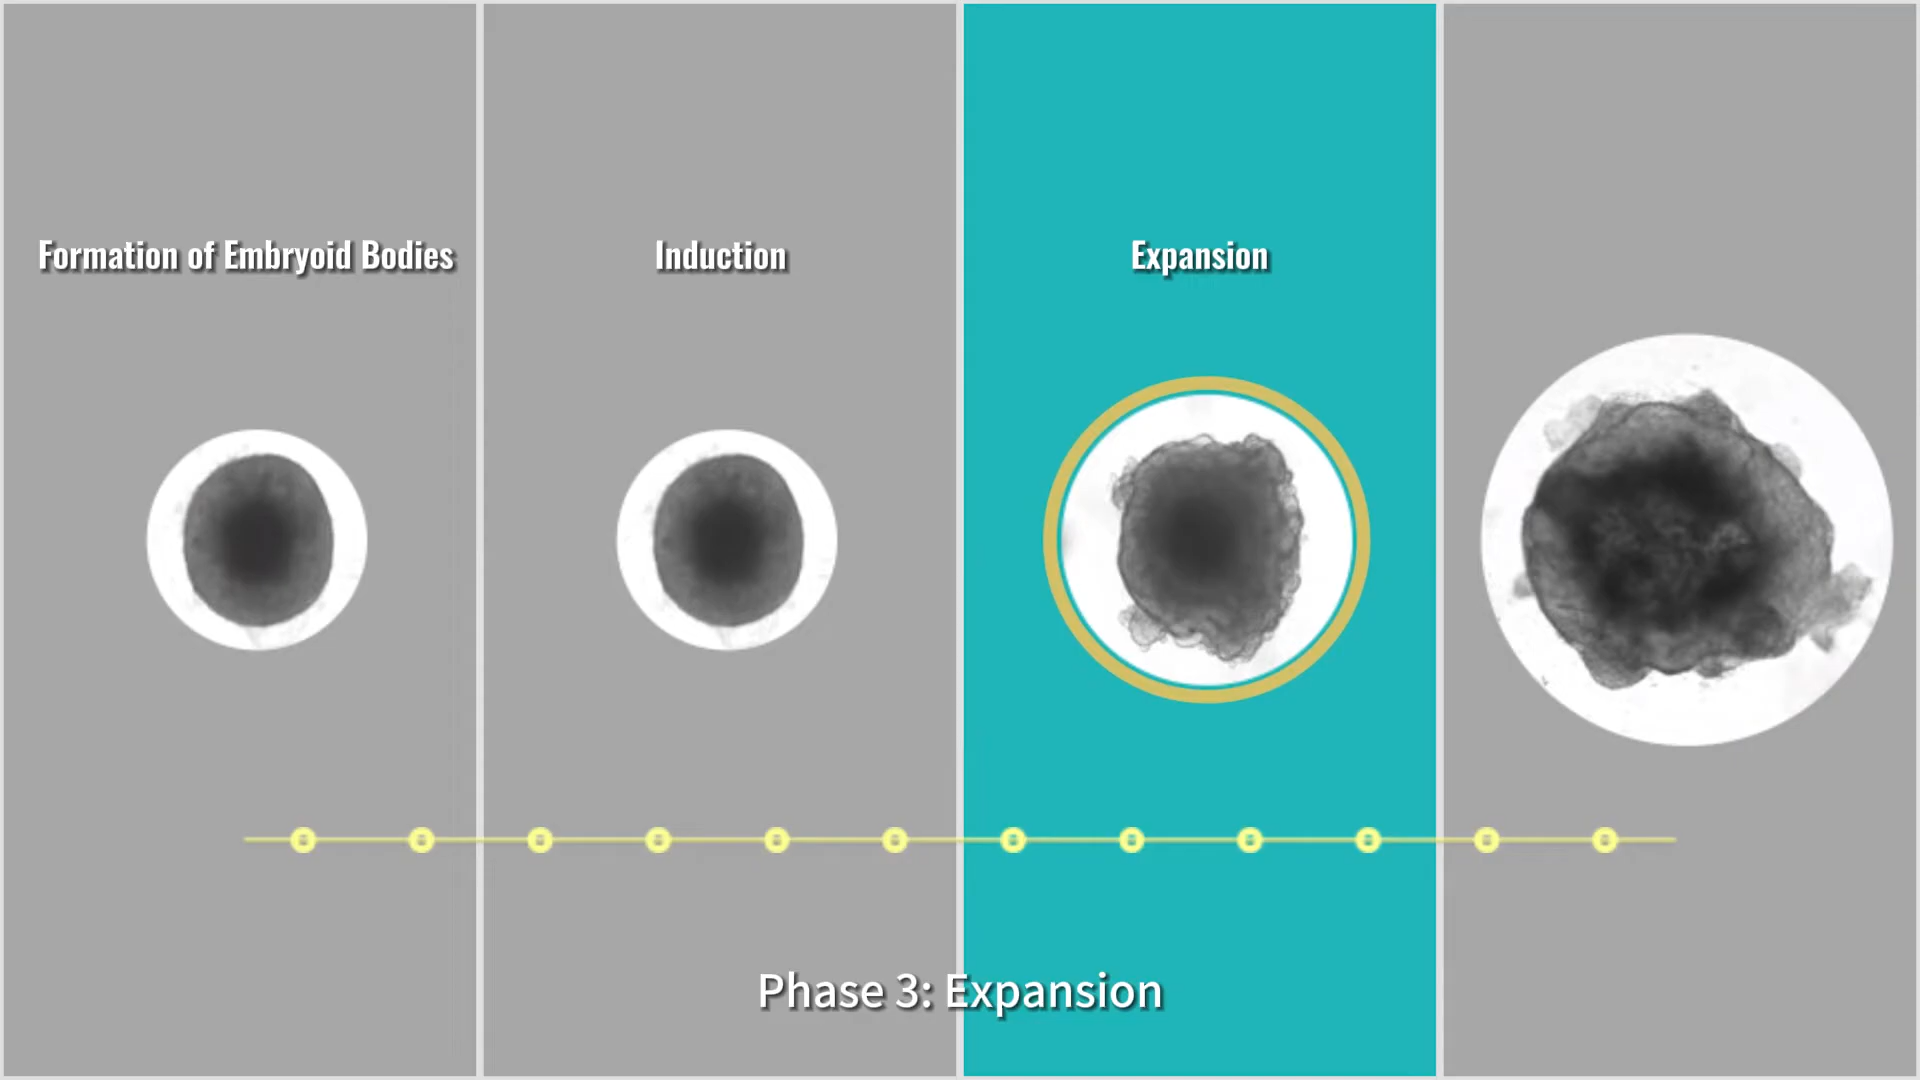 Formation of Embryoid Bodies
Induction
Expansion
Phase 3: Expansion